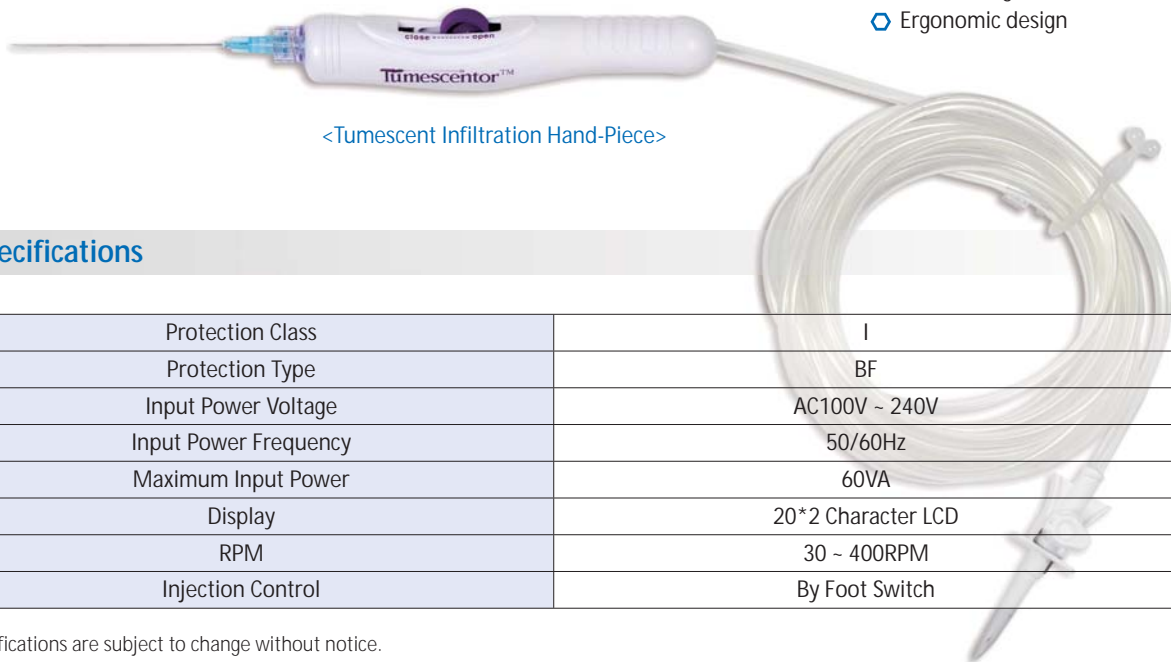 Ergonomic design
close ·········· open
Tumescentor™
<Tumescent Infiltration Hand-Piece>
ecifications
Protection Class I
Protection Type BF
Input Power Voltage AC100V ~ 240V
Input Power Frequency 50/60Hz
Maximum Input Power 60VA
Display 20*2 Character LCD
RPM 30 ~ 400RPM
Injection Control By Foot Switch
fications are subject to change without notice.